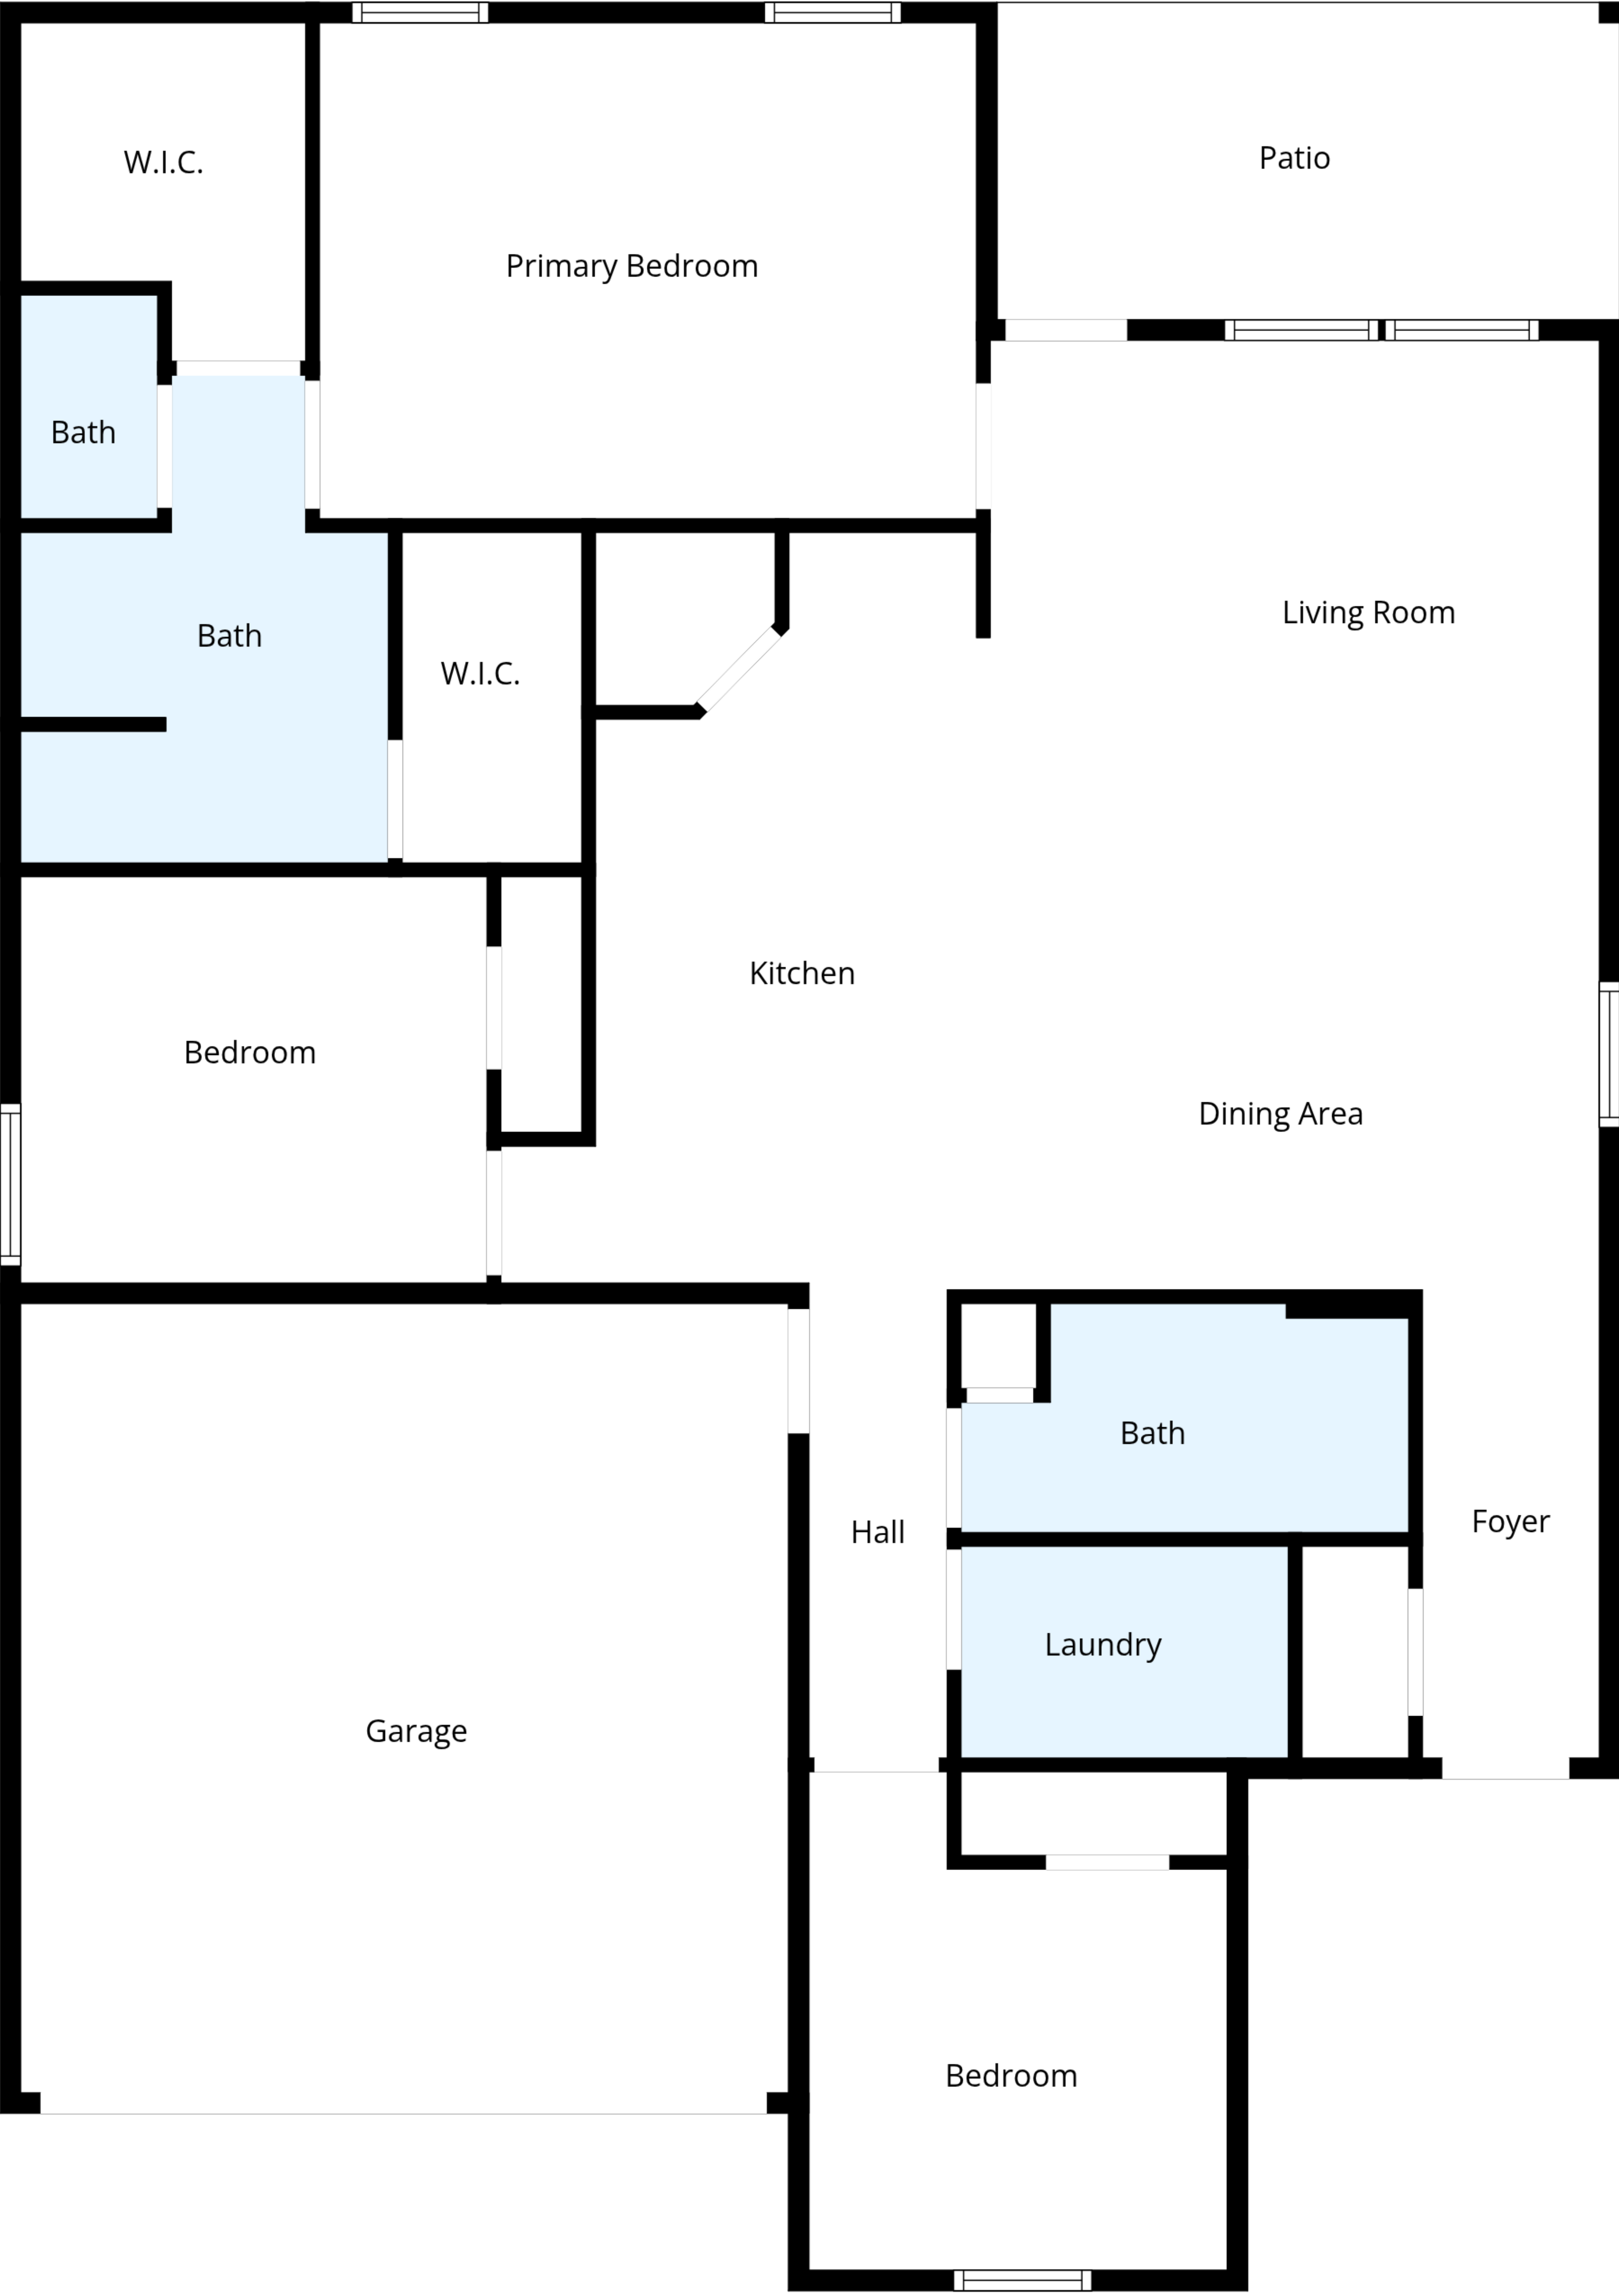 W.I.C.
Patio
Primary Bedroom
Bath
Living Room
Bath
W.I.C.
Kitchen
Bedroom
Dining Area
Bath
Foyer
Hall
Laundry
Garage
Bedroom